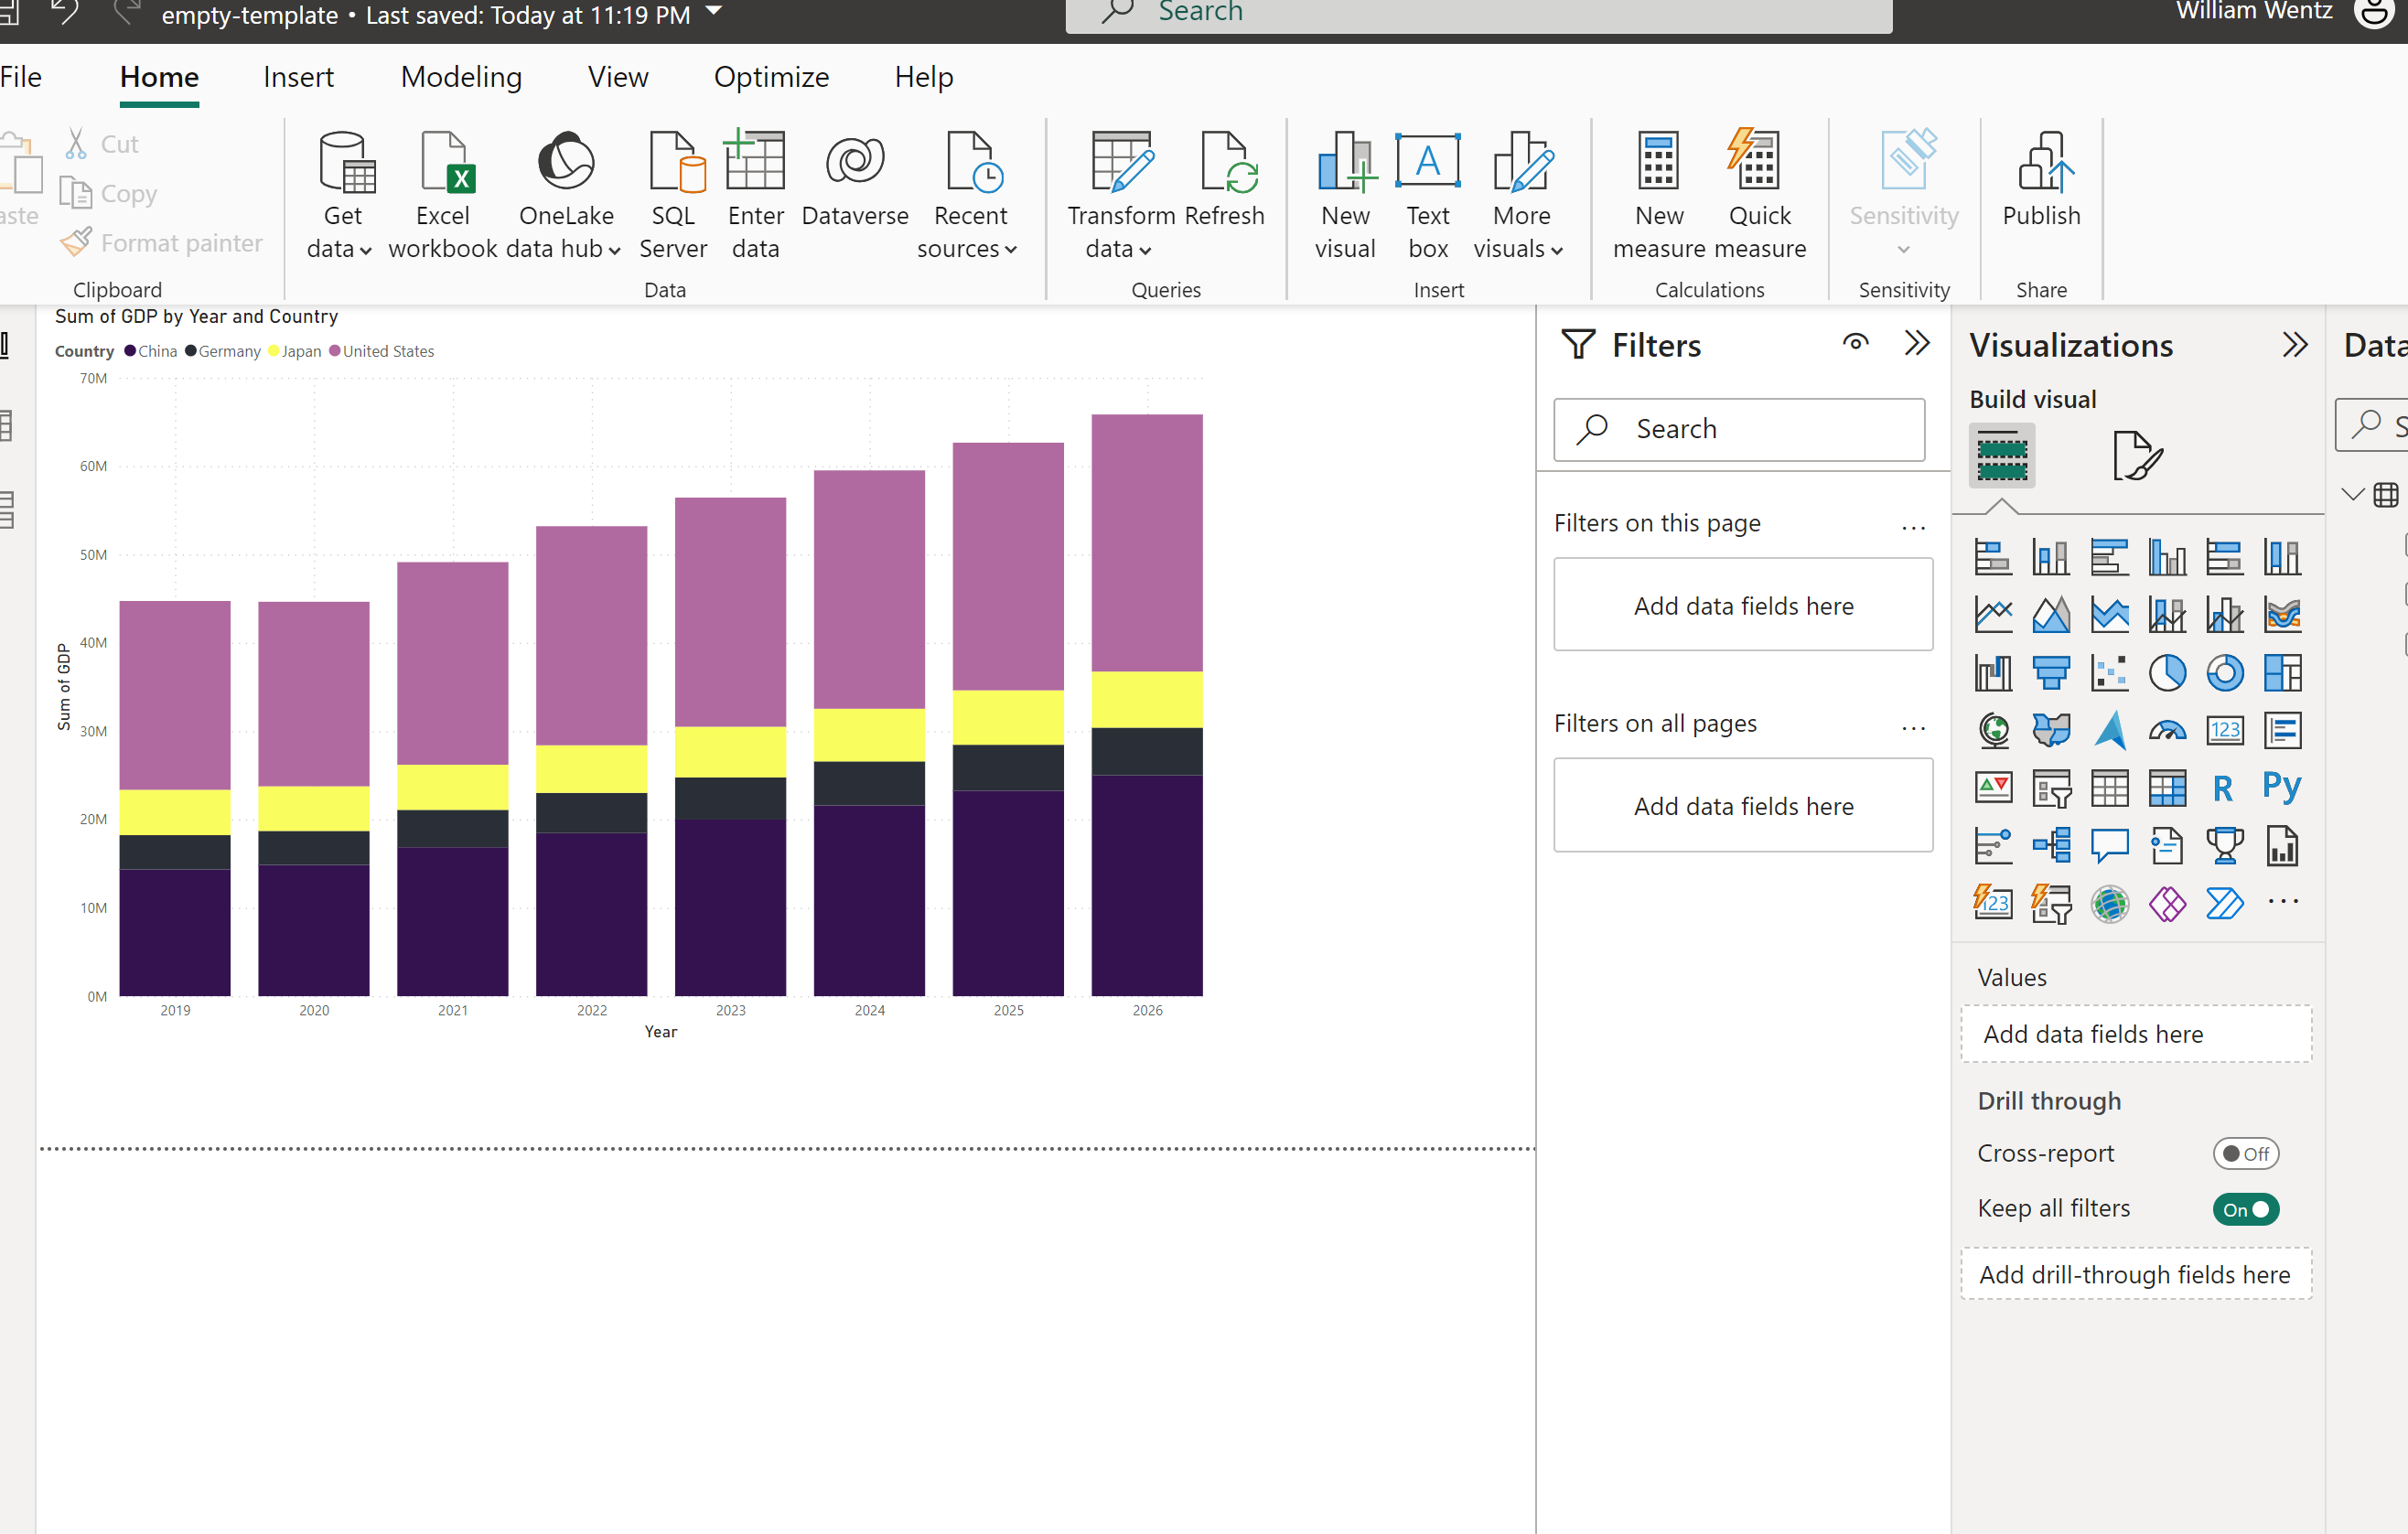 empty-template • Last saved: Today at 11:19 PM
Search
William Wentz
File
Home
Insert
Modeling
View
Optimize
Help
aste
Cut
Copy
Format painter
Clipboard
Get data
Excel workbook
OneLake data hub
SQL Server
Enter data
Dataverse
Recent sources
Data
Transform data
Refresh
Queries
New visual
Text box
More visuals
Insert
New measure
Quick measure
Calculations
Sensitivity
Sensitivity
Publish
Share
Sum of GDP by Year and Country
Country China Germany Japan United States
70M
60M
50M
40M
30M
20M
10M
0M
Sum of GDP
2019 2020 2021 2022 2023 2024 2025 2026
Year
Filters
Search
Filters on this page ...
Add data fields here
Filters on all pages ...
Add data fields here
Visualizations
Build visual
123
R
Py
123
...
Values
Add data fields here
Drill through
Cross-report Off
Keep all filters On
Add drill-through fields here
Data
S